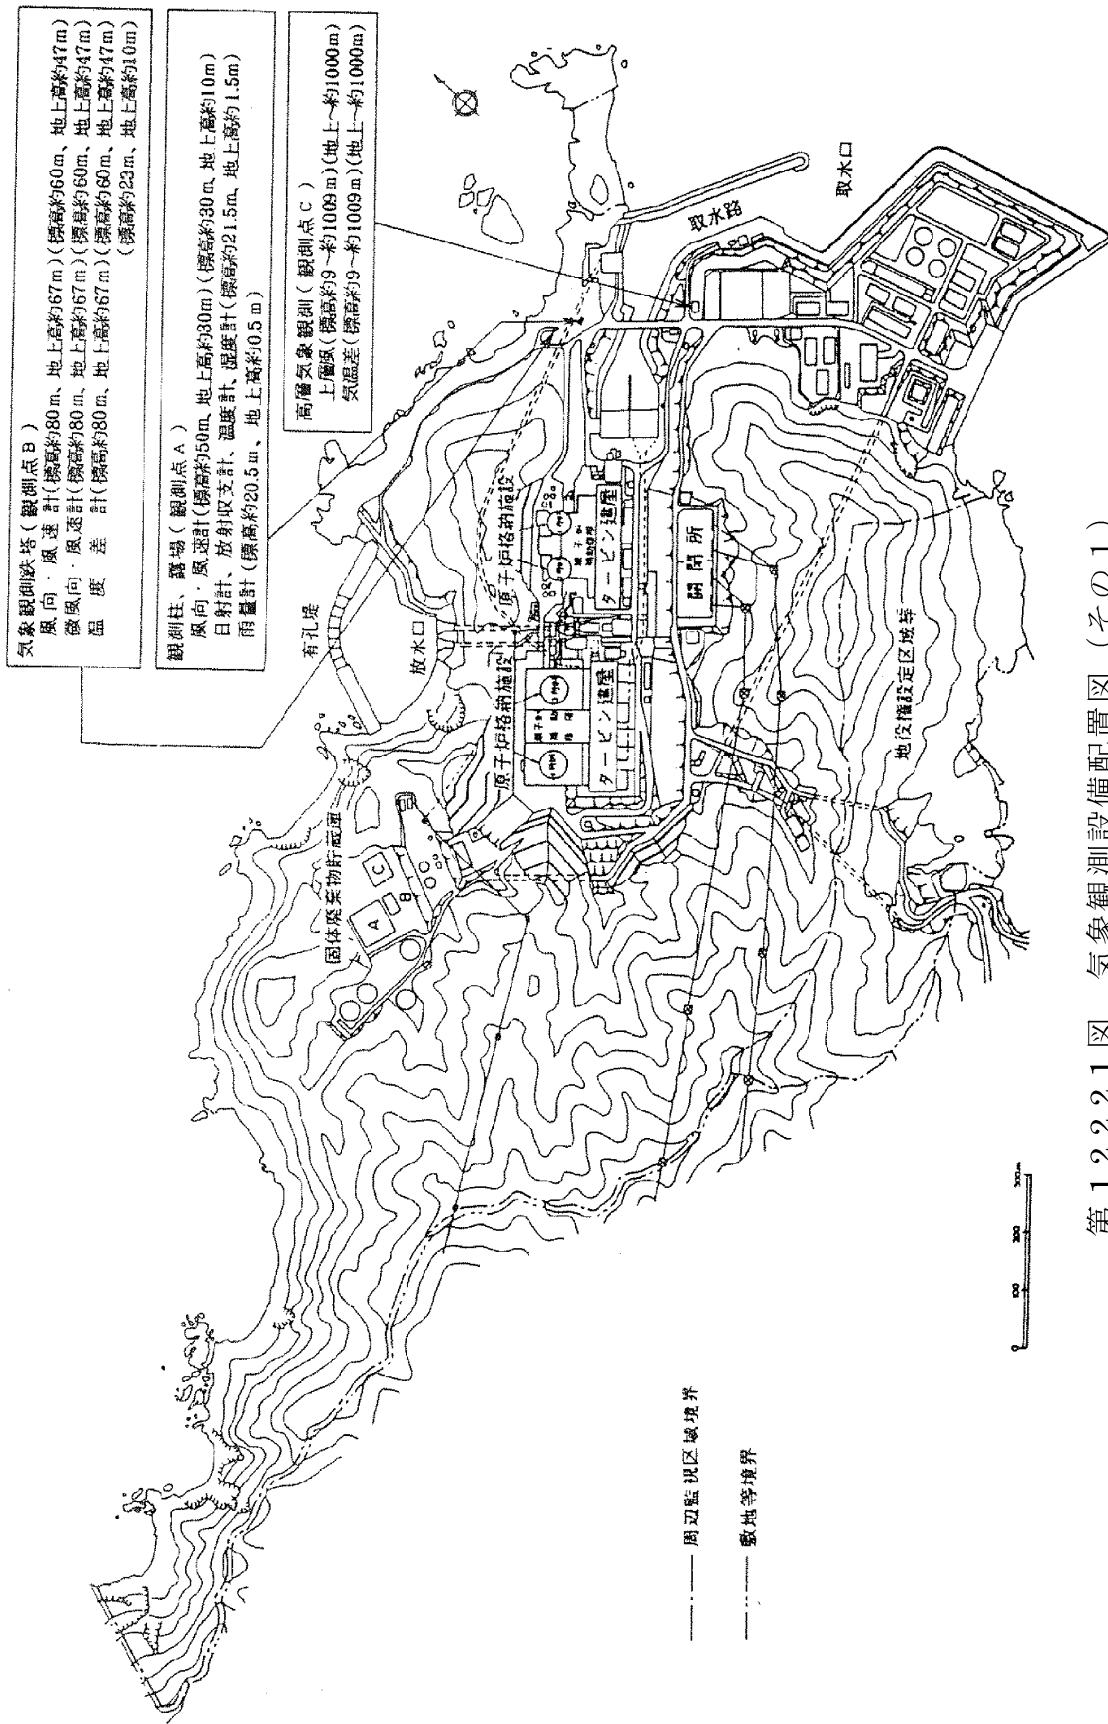 気象観測鉄塔(観測点B)
風向・風速計(標高約80m、地上高約67m)(標高約60m、地上高約47m)
微風向・風速計(標高約80m、地上高約67m)(標高約60m、地上高約47m)
温度差計(標高約80m、地上高約67m)(標高約60m、地上高約47m)
(標高約23m、地上高約10m)
観測柱、露場(観測点A)
風向・風速計(標高約50m、地上高約30m)(標高約30m、地上高約10m)
日射計、放射収支計、温度計、湿度計(標高約21.5m、地上高約1.5m)
雨量計(標高約20.5m、地上高約0.5m)
高層気象観測(観測点C)
上層風(標高約9~約1009m)(地上~約1000m)
気温差(標高約9~約1009m)(地上~約1000m)
有孔堤
放水口
取水路
取水口
固体廃棄物貯蔵庫
A
B
C
原子炉格納施設
原子炉格納施設
タービン建屋
タービン建屋
開閉所
地役権設定区域等
周辺監視区域境界
敷地等境界
0 100 200 300m
第12221図 気象観測設備配置図(その1)